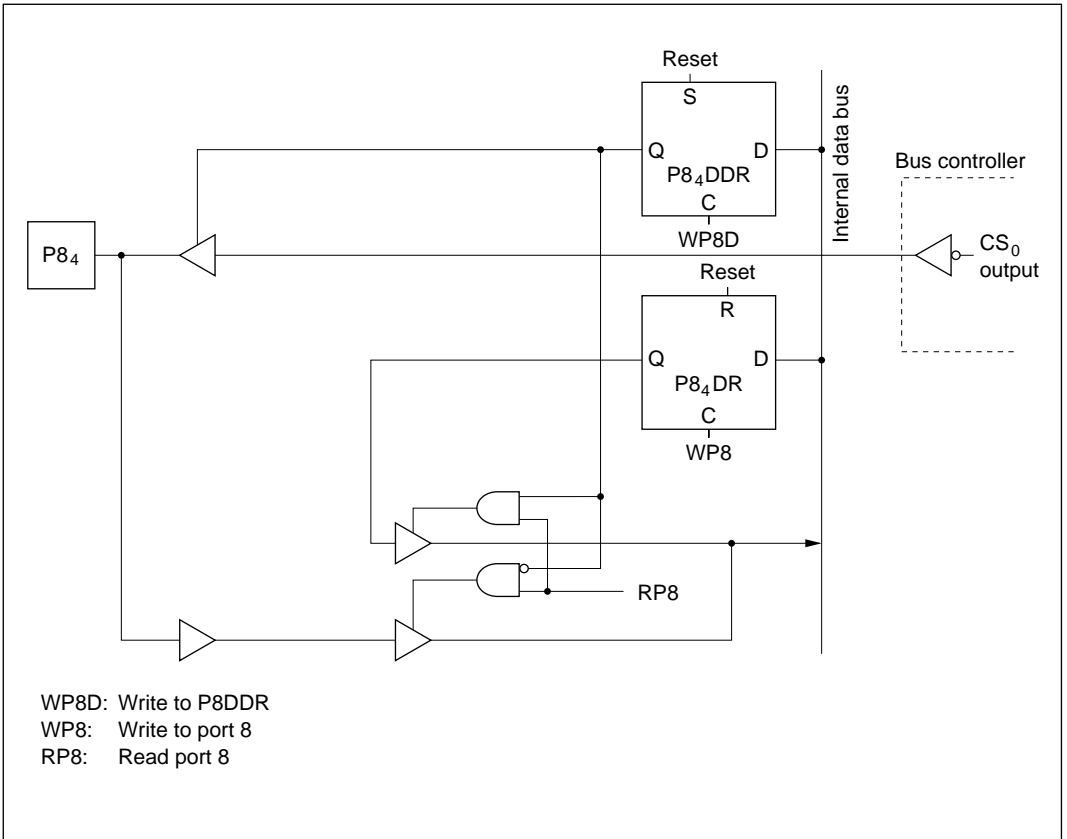 Reset
S
Q
D
P8₄DDR
C
WP8D
Internal data bus
Bus controller
P8₄
CS₀
output
Reset
R
Q
D
P8₄DR
C
WP8
RP8
WP8D: Write to P8DDR
WP8: Write to port 8
RP8: Read port 8